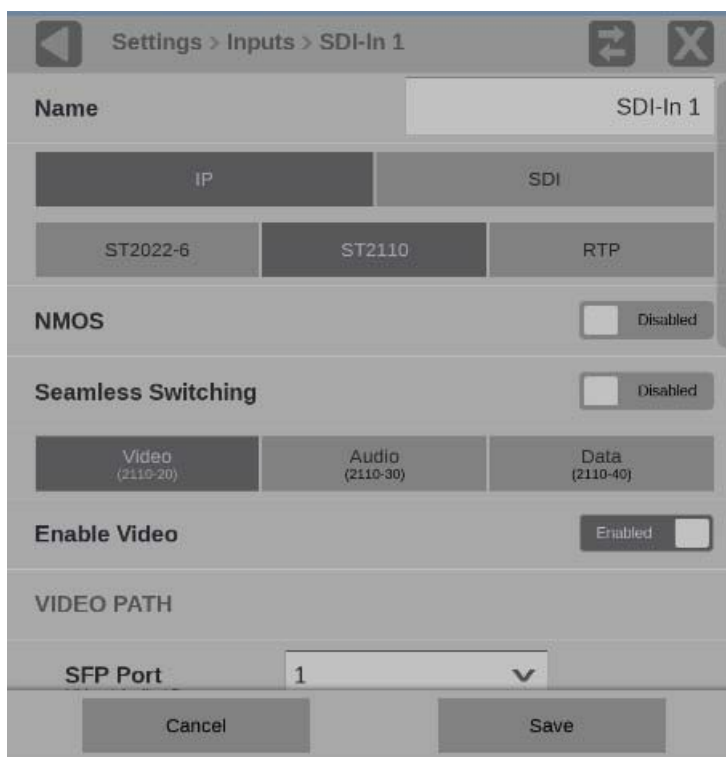 Settings > Inputs > SDI-In 1
Name
SDI-In 1
IP
SDI
ST2022-6
ST2110
RTP
NMOS
Disabled
Seamless Switching
Disabled
Video
(2110-20)
Audio
(2110-30)
Data
(2110-40)
Enable Video
Enabled
VIDEO PATH
SFP Port
1
Cancel
Save